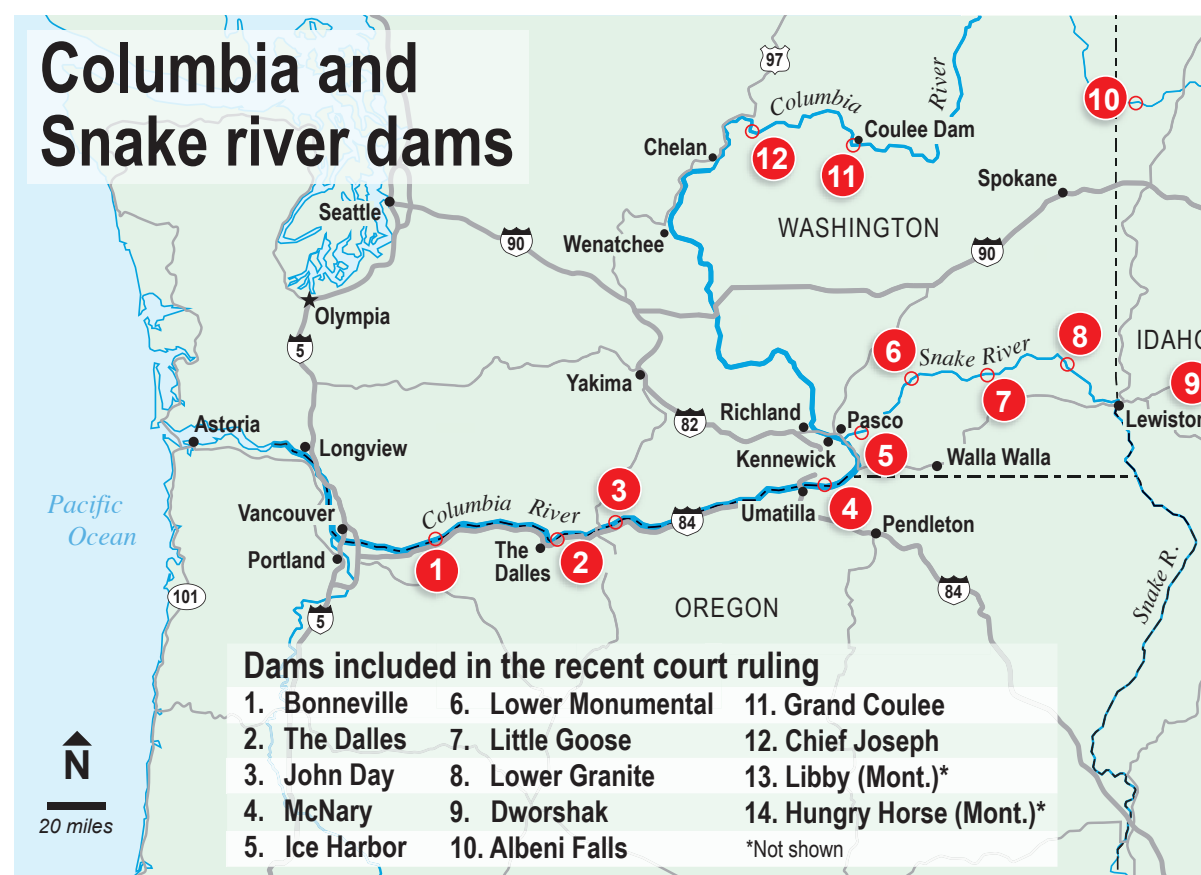 Columbia and
Snake river dams
97
Columbia
River
10
Coulee Dam
Chelan
12
11
Spokane
Seattle
WASHINGTON
90
Wenatchee
90
Olympia
5
6
Snake River
8
IDAHO
Yakima
7
9
Richland
Pasco
Lewiston
82
Astoria
Longview
Kennewick
5
Walla Walla
Pacific
Ocean
3
Vancouver
Columbia River
84
Umatilla
4
Pendleton
Portland
1
The
Dalles
2
101
84
Snake R.
5
OREGON
Dams included in the recent court ruling
1. Bonneville
2. The Dalles
3. John Day
4. McNary
5. Ice Harbor
6. Lower Monumental
7. Little Goose
8. Lower Granite
9. Dworshak
10. Albeni Falls
11. Grand Coulee
12. Chief Joseph
13. Libby (Mont.)*
14. Hungry Horse (Mont.)*
*Not shown
N
20 miles